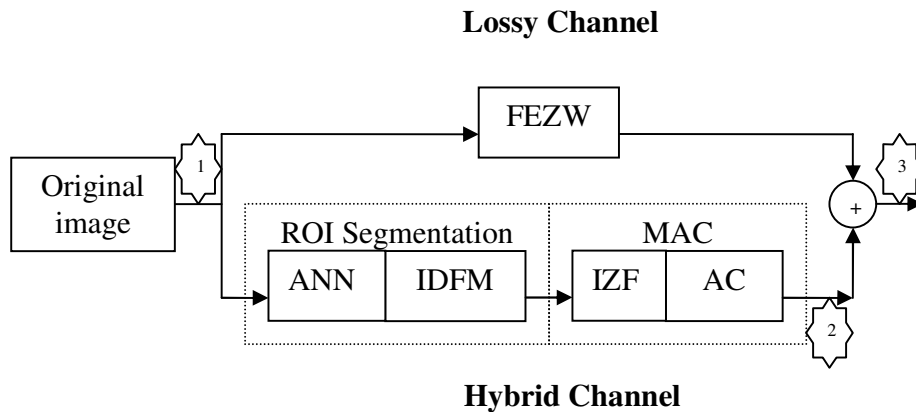 Lossy Channel
FEZW
1
3
Original
image
+
ROI Segmentation
MAC
ANN
IDFM
IZF
AC
2
Hybrid Channel